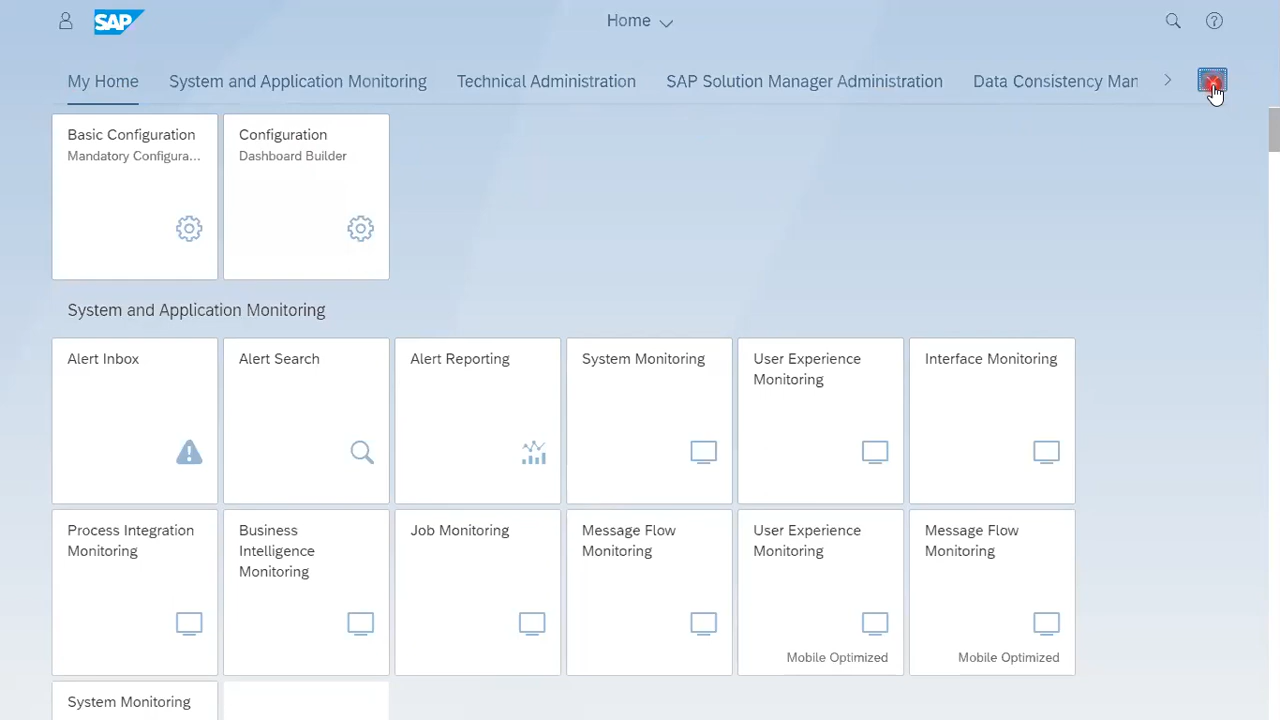 SAP
Home
My Home
System and Application Monitoring
Technical Administration
SAP Solution Manager Administration
Data Consistency Man
Basic Configuration
Mandatory Configura...
Configuration
Dashboard Builder
System and Application Monitoring
Alert Inbox
Alert Search
Alert Reporting
System Monitoring
User Experience
Monitoring
Interface Monitoring
Process Integration
Monitoring
Business
Intelligence
Monitoring
Job Monitoring
Message Flow
Monitoring
User Experience
Monitoring
Mobile Optimized
Message Flow
Monitoring
Mobile Optimized
System Monitoring